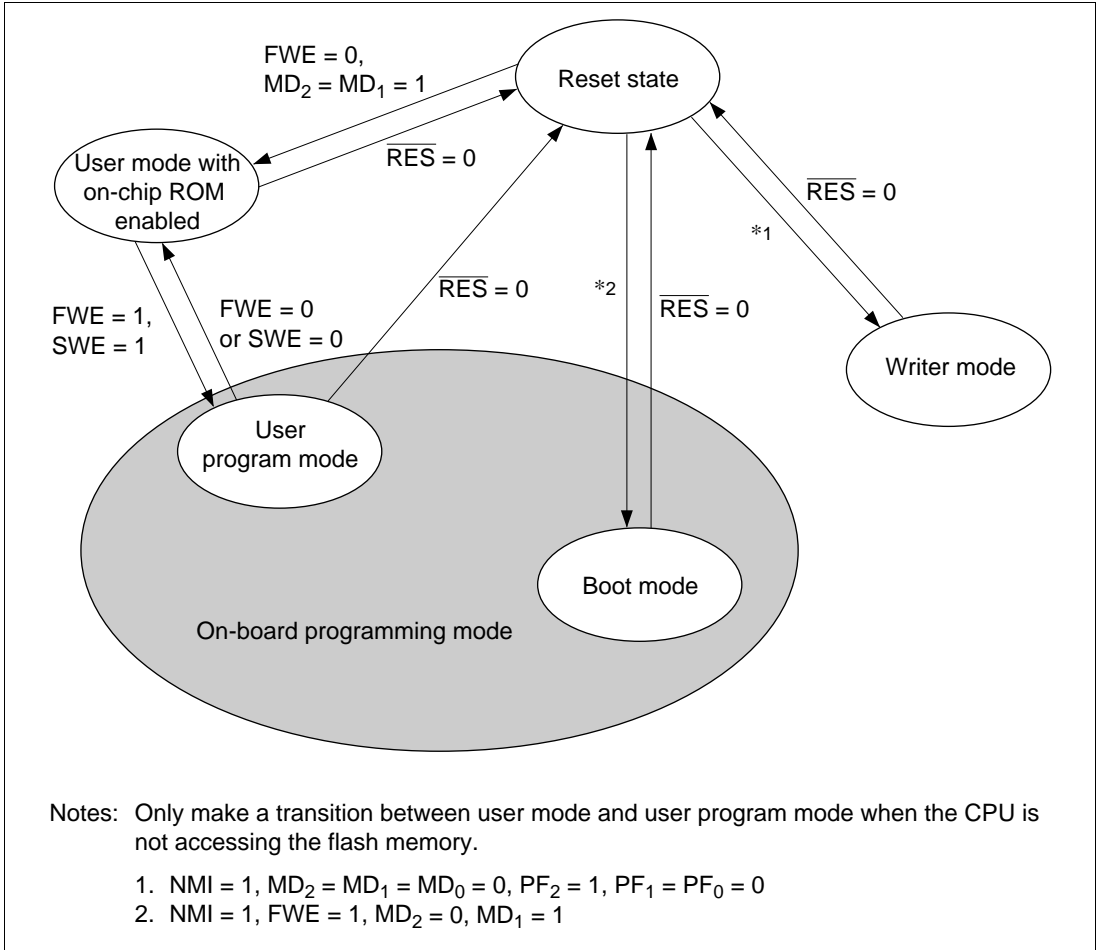 FWE = 0,
MD2 = MD1 = 1
Reset state
RES = 0
User mode with
on-chip ROM
enabled
RES = 0
*1
RES = 0
*2
RES = 0
FWE = 1,
SWE = 1
FWE = 0
or SWE = 0
Writer mode
User
program mode
Boot mode
On-board programming mode
Notes: Only make a transition between user mode and user program mode when the CPU is
not accessing the flash memory.
1. NMI = 1, MD2 = MD1 = MD0 = 0, PF2 = 1, PF1 = PF0 = 0
2. NMI = 1, FWE = 1, MD2 = 0, MD1 = 1